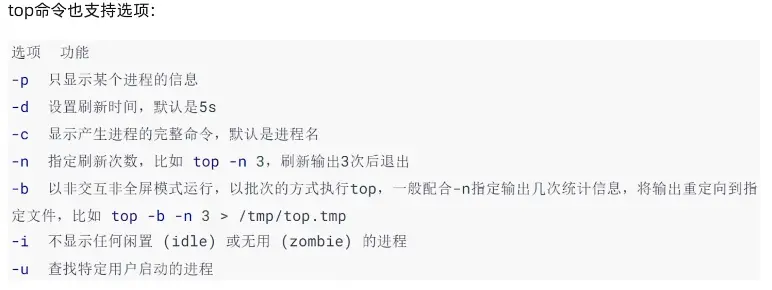 top命令也支持选项：
选项 功能
-p 只显示某个进程的信息
-d 设置刷新时间，默认是5s
-c 显示产生进程的完整命令，默认是进程名
-n 指定刷新次数，比如 top -n 3，刷新输出3次后退出
-b 以非交互非全屏模式运行，以批次的方式执行top，一般配合-n指定输出几次统计信息，将输出重定向到指
定文件，比如 top -b -n 3 > /tmp/top.tmp
-i 不显示任何闲置 (idle) 或无用 (zombie) 的进程
-u 查找特定用户启动的进程